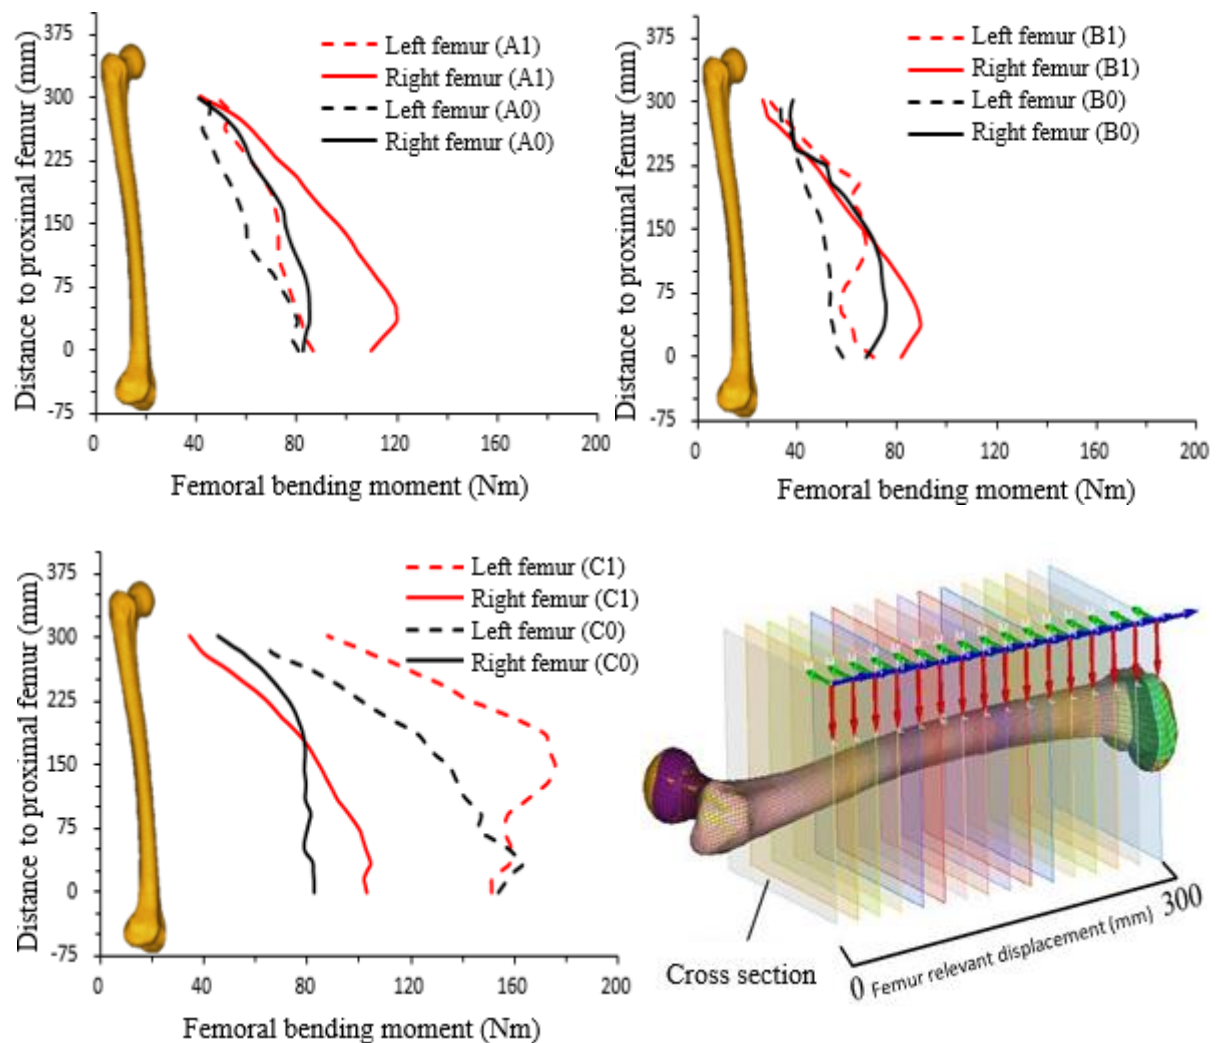 Distance to proximal femur (mm)
375
300
225
150
75
0
-75
0
40
80
120
160
200
Femoral bending moment (Nm)
Left femur (A1)
Right femur (A1)
Left femur (A0)
Right femur (A0)
Distance to proximal femur (mm)
375
300
225
150
75
0
-75
0
40
80
120
160
200
Femoral bending moment (Nm)
Left femur (B1)
Right femur (B1)
Left femur (B0)
Right femur (B0)
Distance to proximal femur (mm)
375
300
225
150
75
0
-75
0
40
80
120
160
200
Femoral bending moment (Nm)
Left femur (C1)
Right femur (C1)
Left femur (C0)
Right femur (C0)
Cross section
0 Femur relevant displacement (mm) 300